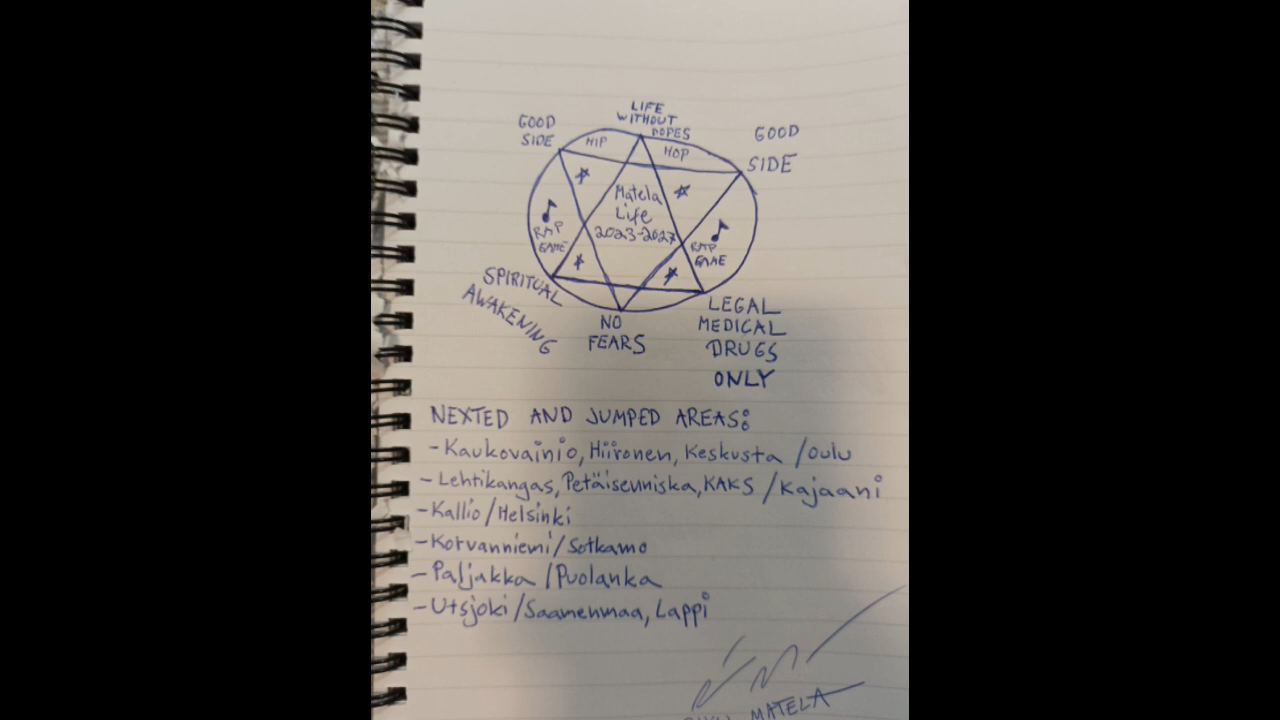 LIFE
WITHOUT
DOPES
GOOD
SIDE
GOOD
SIDE
HIP
HOP
Matela
Life
2023-2027
RAP
GAME
RAP
GAME
SPIRITUAL
AWAKENING
NO
FEARS
LEGAL
MEDICAL
DRUGS
ONLY
NEXTED AND JUMPED AREAS:
-Kaukovainio, Hiironen, Keskusta /Oulu
-Lehtikangas, Petäisenniska, KAKS /Kajaani
-Kallio/Helsinki
-Korvanniemi/Sotkamo
-Paljakka /Puolanka
-Utsjoki/Saamenmaa, Lappi
MATELA